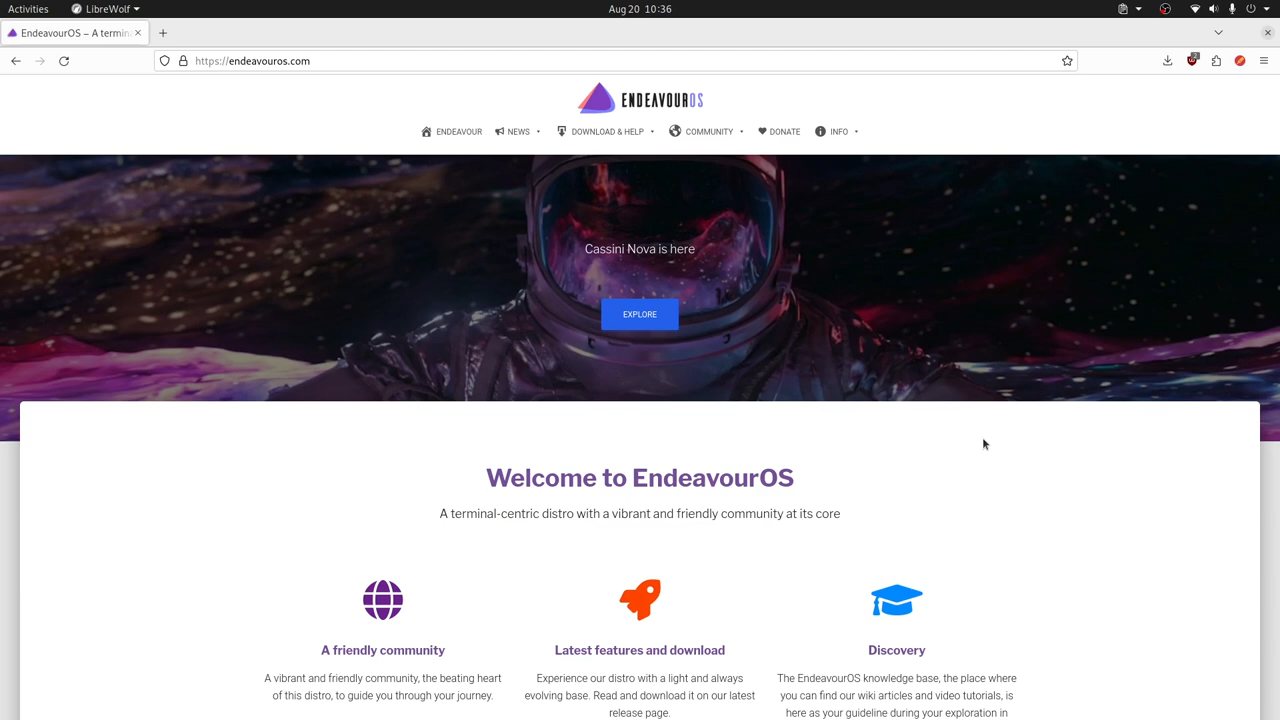 Activities
LibreWolf
Aug 20 10:36
EndeavourOS – A termin
2
https://endeavouros.com
ENDEAVOUROS
ENDEAVOUR
NEWS
DOWNLOAD & HELP
COMMUNITY
DONATE
INFO
Cassini Nova is here
EXPLORE
Welcome to EndeavourOS
A terminal-centric distro with a vibrant and friendly community at its core
A friendly community
A vibrant and friendly community, the beating heart
of this distro, to guide you through your journey.
Latest features and download
Experience our distro with a light and always
evolving base. Read and download it on our latest
release page.
Discovery
The EndeavourOS knowledge base, the place where
you can find our wiki articles and video tutorials, is
here as your guideline during your exploration in